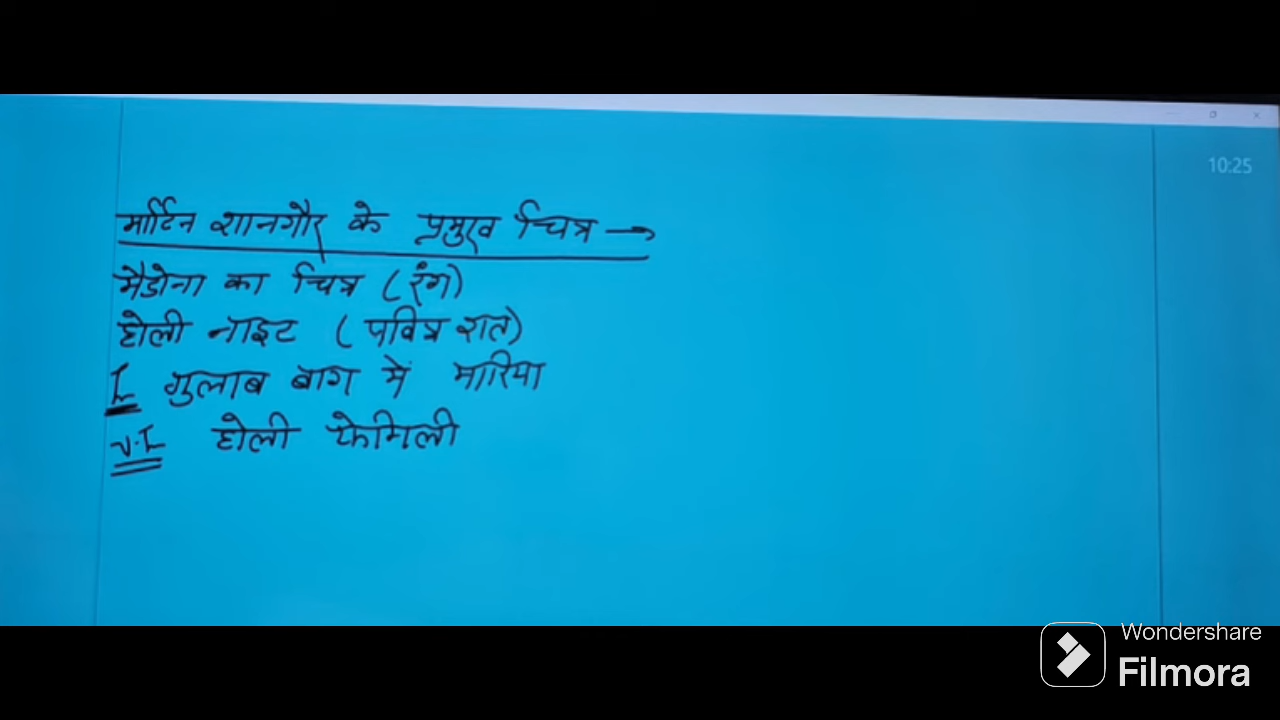 10:25
मार्टिन शानगौर के प्रमुख चित्र →
मैडोना का चित्र (रंग)
होली नाइट (पवित्र रात)
I गुलाब बाग में मारिया
V.I होली फेमिली
Wondershare
Filmora